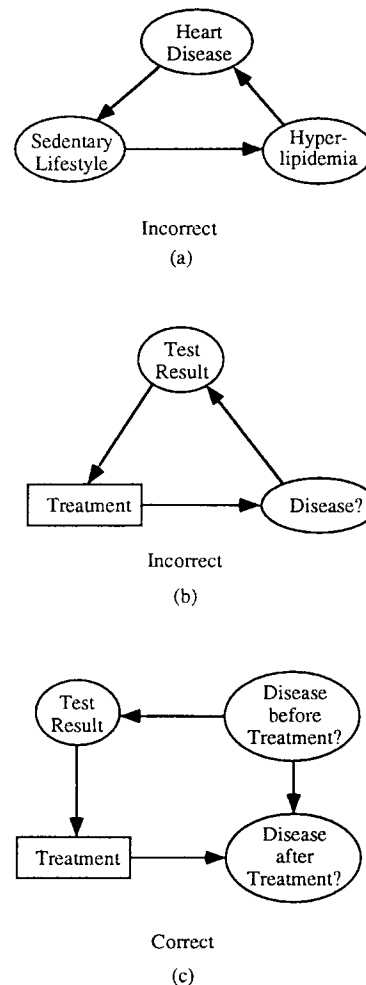 Heart
Disease
Sedentary
Lifestyle
Hyper-
lipidemia
Incorrect
(a)
Test
Result
Treatment
Disease?
Incorrect
(b)
Test
Result
Disease
before
Treatment?
Treatment
Disease
after
Treatment?
Correct
(c)